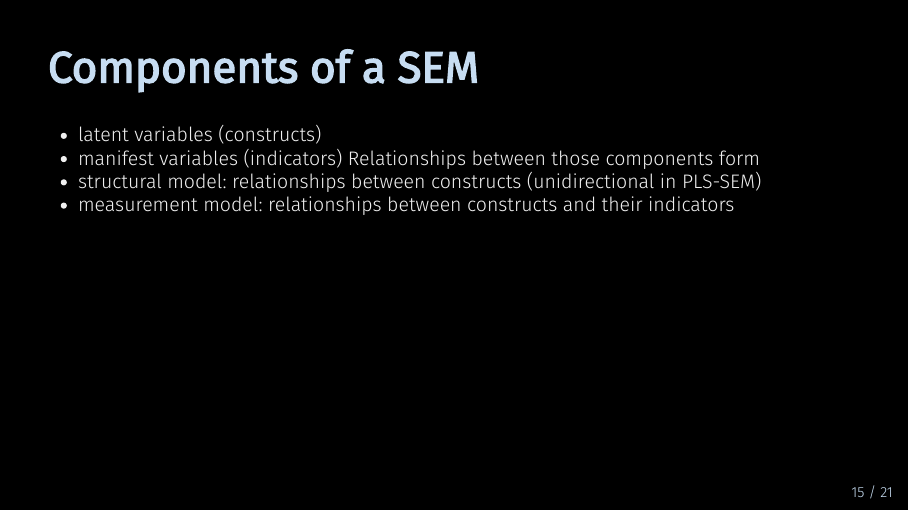 Components of a SEM
• latent variables (constructs)
• manifest variables (indicators) Relationships between those components form
• structural model: relationships between constructs (unidirectional in PLS-SEM)
• measurement model: relationships between constructs and their indicators
15 / 21